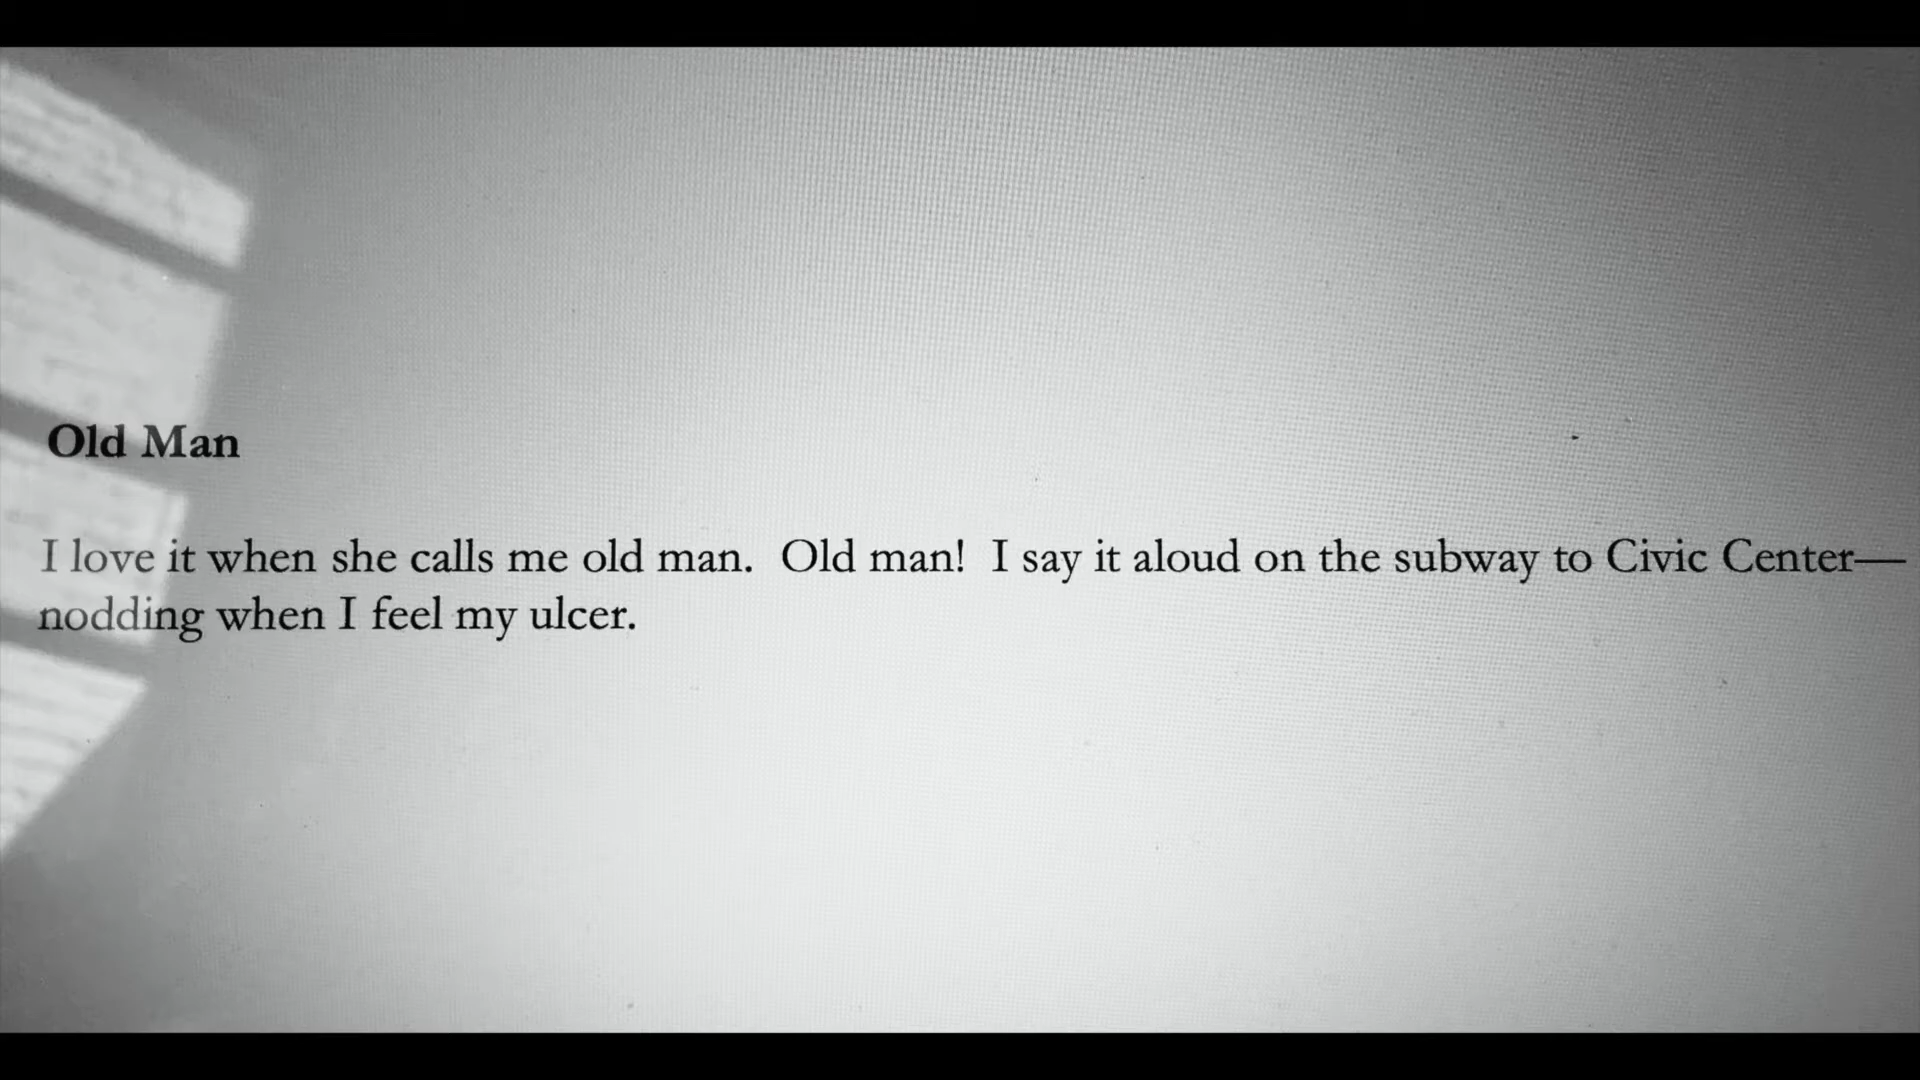 Old Man
I love it when she calls me old man.  Old man!  I say it aloud on the subway to Civic Center—
nodding when I feel my ulcer.